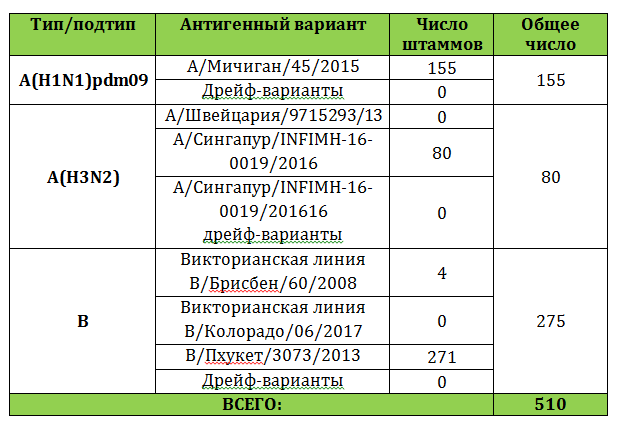 Тип/подтип
Антигенный вариант
Число
штаммов
Общее
число
A(H1N1)pdm09
А/Мичиган/45/2015
155
155
Дрейф-варианты
0
A(H3N2)
А/Швейцария/9715293/13
0
80
А/Сингапур/INFIMH-16-
0019/2016
80
А/Сингапур/INFIMH-16-
0019/201616
дрейф-варианты
0
В
Викторианская линия
В/Брисбен/60/2008
4
275
Викторианская линия
В/Колорадо/06/2017
0
В/Пхукет/3073/2013
271
Дрейф-варианты
0
ВСЕГО:
510